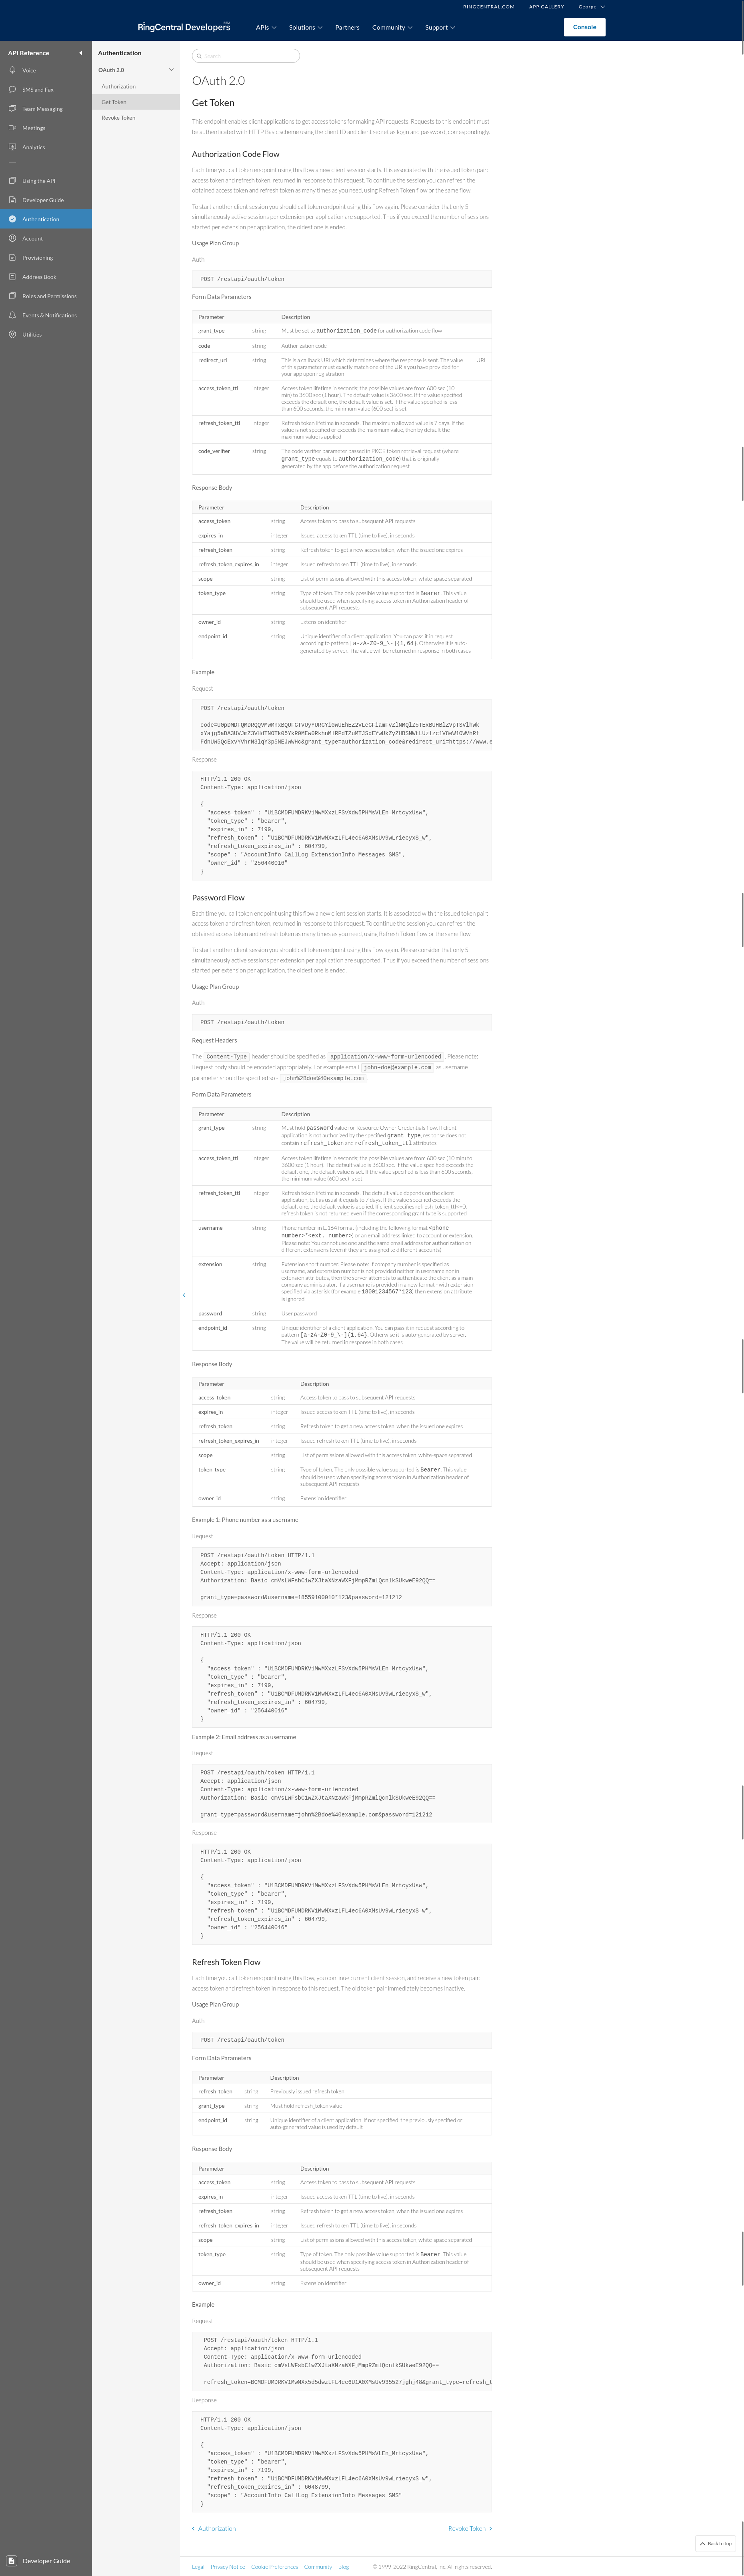 RINGCENTRAL.COM APP GALLERY George
RingCentral Developers BETA
APIs Solutions Partners Community Support Console
API Reference
Voice
SMS and Fax
Team Messaging
Meetings
Analytics
Using the API
Developer Guide
Authentication
Account
Provisioning
Address Book
Roles and Permissions
Events & Notifications
Utilities
Developer Guide
Authentication
OAuth 2.0
Authorization
Get Token
Revoke Token
Search
OAuth 2.0
Get Token
This endpoint enables client applications to get access tokens for making API requests. Requests to this endpoint must
be authenticated with HTTP Basic scheme using the client ID and client secret as login and password, correspondingly.
Authorization Code Flow
Each time you call token endpoint using this flow a new client session starts. It is associated with the issued token pair:
access token and refresh token, returned in response to this request. To continue the session you can refresh the
obtained access token and refresh token as many times as you need, using Refresh Token flow or the same flow.
To start another client session you should call token endpoint using this flow again. Please consider that only 5
simultaneously active sessions per extension per application are supported. Thus if you exceed the number of sessions
started per extension per application, the oldest one is ended.
Usage Plan Group
Auth
POST /restapi/oauth/token
Form Data Parameters
Parameter Description
grant_type string Must be set to authorization_code for authorization code flow
code string Authorization code
redirect_uri string This is a callback URI which determines where the response is sent. The value URI
of this parameter must exactly match one of the URIs you have provided for
your app upon registration
access_token_ttl integer Access token lifetime in seconds; the possible values are from 600 sec (10
min) to 3600 sec (1 hour). The default value is 3600 sec. If the value specified
exceeds the default one, the default value is set. If the value specified is less
than 600 seconds, the minimum value (600 sec) is set
refresh_token_ttl integer Refresh token lifetime in seconds. The maximum allowed value is 7 days. If the
value is not specified or exceeds the maximum value, then by default the
maximum value is applied
code_verifier string The code verifier parameter passed in PKCE token retrieval request (where
grant_type equals to authorization_code) that is originally
generated by the app before the authorization request
Response Body
Parameter Description
access_token string Access token to pass to subsequent API requests
expires_in integer Issued access token TTL (time to live), in seconds
refresh_token string Refresh token to get a new access token, when the issued one expires
refresh_token_expires_in integer Issued refresh token TTL (time to live), in seconds
scope string List of permissions allowed with this access token, white-space separated
token_type string Type of token. The only possible value supported is Bearer. This value
should be used when specifying access token in Authorization header of
subsequent API requests
owner_id string Extension identifier
endpoint_id string Unique identifier of a client application. You can pass it in request
according to pattern [a-zA-Z0-9_\-]{1,64}. Otherwise it is auto-
generated by server. The value will be returned in response in both cases
Example
Request
POST /restapi/oauth/token
Response
HTTP/1.1 200 OK
Content-Type: application/json
{
"access_token" : "U1BCMDFUMDRKV1MwMXxzLFSvXdw5PHMsVLEn_MrtcyxUsw",
"token_type" : "bearer",
"expires_in" : 7199,
"refresh_token" : "U1BCMDFUMDRKV1MwMXxzLFL4ec6A0XMsUv9wLriecyxS_w",
"refresh_token_expires_in" : 604799,
"scope" : "AccountInfo CallLog ExtensionInfo Messages SMS",
"owner_id" : "256440016"
}
Password Flow
Each time you call token endpoint using this flow a new client session starts. It is associated with the issued token pair:
access token and refresh token, returned in response to this request. To continue the session you can refresh the
obtained access token and refresh token as many times as you need, using Refresh Token flow or the same flow.
To start another client session you should call token endpoint using this flow again. Please consider that only 5
simultaneously active sessions per extension per application are supported. Thus if you exceed the number of sessions
started per extension per application, the oldest one is ended.
Usage Plan Group
Auth
POST /restapi/oauth/token
Request Headers
The Content-Type header should be specified as application/x-www-form-urlencoded . Please note:
Request body should be encoded appropriately. For example email john+doe@example.com as username
parameter should be specified so - john%2Bdoe%40example.com
Form Data Parameters
Parameter Description
grant_type string Must hold password value for Resource Owner Credentials flow. If client
application is not authorized by the specified grant_type, response does not
contain refresh_token and refresh_token_ttl attributes
access_token_ttl integer Access token lifetime in seconds; the possible values are from 600 sec (10 min) to
3600 sec (1 hour). The default value is 3600 sec. If the value specified exceeds the
default one, the default value is set. If the value specified is less than 600 seconds,
the minimum value (600 sec) is set
refresh_token_ttl integer Refresh token lifetime in seconds. The default value depends on the client
application, but as usual it equals to 7 days. If the value specified exceeds the
default one, the default value is applied. If client specifies refresh_token_ttl<=0,
refresh token is not returned even if the corresponding grant type is supported
username string Phone number in E.164 format (including the following format <phone
number>*<ext. number>) or an email address linked to account or extension.
Please note: You cannot use one and the same email address for authorization on
different extensions (even if they are assigned to different accounts)
extension string Extension short number. Please note: If company number is specified as
username, and extension number is not provided neither in username nor in
extension attributes, then the server attempts to authenticate the client as a main
company administrator. If a username is provided in a new format - with extension
specified via asterisk (for example 18001234567*123) then extension attribute
is ignored
password string User password
endpoint_id string Unique identifier of a client application. You can pass it in request according to
pattern [a-zA-Z0-9_\-]{1,64}. Otherwise it is auto-generated by server.
The value will be returned in response in both cases
Response Body
Parameter Description
access_token string Access token to pass to subsequent API requests
expires_in integer Issued access token TTL (time to live), in seconds
refresh_token string Refresh token to get a new access token, when the issued one expires
refresh_token_expires_in integer Issued refresh token TTL (time to live), in seconds
scope string List of permissions allowed with this access token, white-space separated
token_type string Type of token. The only possible value supported is Bearer. This value
should be used when specifying access token in Authorization header of
subsequent API requests
owner_id string Extension identifier
Example 1: Phone number as a username
Request
POST /restapi/oauth/token HTTP/1.1
Accept: application/json
Content-Type: application/x-www-form-urlencoded
Authorization: Basic cmVsLWFsbC1wZXJtaXNzaWXFjMmpRZmlQcnlkSUkweE92QQ==
grant_type=password&username=18559100010*123&password=121212
Response
HTTP/1.1 200 OK
Content-Type: application/json
{
"access_token" : "U1BCMDFUMDRKV1MwMXxzLFSvXdw5PHMsVLEn_MrtcyxUsw",
"token_type" : "bearer",
"expires_in" : 7199,
"refresh_token" : "U1BCMDFUMDRKV1MwMXxzLFL4ec6A0XMsUv9wLriecyxS_w",
"refresh_token_expires_in" : 604799,
"owner_id" : "256440016"
}
Example 2: Email address as a username
Request
POST /restapi/oauth/token HTTP/1.1
Accept: application/json
Content-Type: application/x-www-form-urlencoded
Authorization: Basic cmVsLWFsbC1wZXJtaXNzaWXFjMmpRZmlQcnlkSUkweE92QQ==
grant_type=password&username=john%2Bdoe%40example.com&password=121212
Response
HTTP/1.1 200 OK
Content-Type: application/json
{
"access_token" : "U1BCMDFUMDRKV1MwMXxzLFSvXdw5PHMsVLEn_MrtcyxUsw",
"token_type" : "bearer",
"expires_in" : 7199,
"refresh_token" : "U1BCMDFUMDRKV1MwMXxzLFL4ec6A0XMsUv9wLriecyxS_w",
"refresh_token_expires_in" : 604799,
"owner_id" : "256440016"
}
Refresh Token Flow
Each time you call token endpoint using this flow, you continue current client session, and receive a new token pair:
access token and refresh token in response to this request. The old token pair immediately becomes inactive.
Usage Plan Group
Auth
POST /restapi/oauth/token
Form Data Parameters
Parameter Description
refresh_token string Previously issued refresh token
grant_type string Must hold refresh_token value
endpoint_id string Unique identifier of a client application. If not specified, the previously specified or
auto-generated value is used by default
Response Body
Parameter Description
access_token string Access token to pass to subsequent API requests
expires_in integer Issued access token TTL (time to live), in seconds
refresh_token string Refresh token to get a new access token, when the issued one expires
refresh_token_expires_in integer Issued refresh token TTL (time to live), in seconds
scope string List of permissions allowed with this access token, white-space separated
token_type string Type of token. The only possible value supported is Bearer. This value
should be used when specifying access token in Authorization header of
subsequent API requests
owner_id string Extension identifier
Example
Request
POST /restapi/oauth/token HTTP/1.1
Accept: application/json
Content-Type: application/x-www-form-urlencoded
Authorization: Basic cmVsLWFsbC1wZXJtaXNzaWXFjMmpRZmlQcnlkSUkweE92QQ==
refresh_token=BCMDFUMDRKV1MwMXx5d5dwzLFL4ec6U1A0XMsUv935527jghj48&grant_type=refresh_t
Response
HTTP/1.1 200 OK
Content-Type: application/json
{
"access_token" : "U1BCMDFUMDRKV1MwMXxzLFSvXdw5PHMsVLEn_MrtcyxUsw",
"token_type" : "bearer",
"expires_in" : 7199,
"refresh_token" : "U1BCMDFUMDRKV1MwMXxzLFL4ec6A0XMsUv9wLriecyxS_w",
"refresh_token_expires_in" : 6048799,
"scope" : "AccountInfo CallLog ExtensionInfo Messages SMS"
}
Authorization Revoke Token
Back to top
Legal Privacy Notice Cookie Preferences Community Blog © 1999-2022 RingCentral, Inc. All rights reserved.